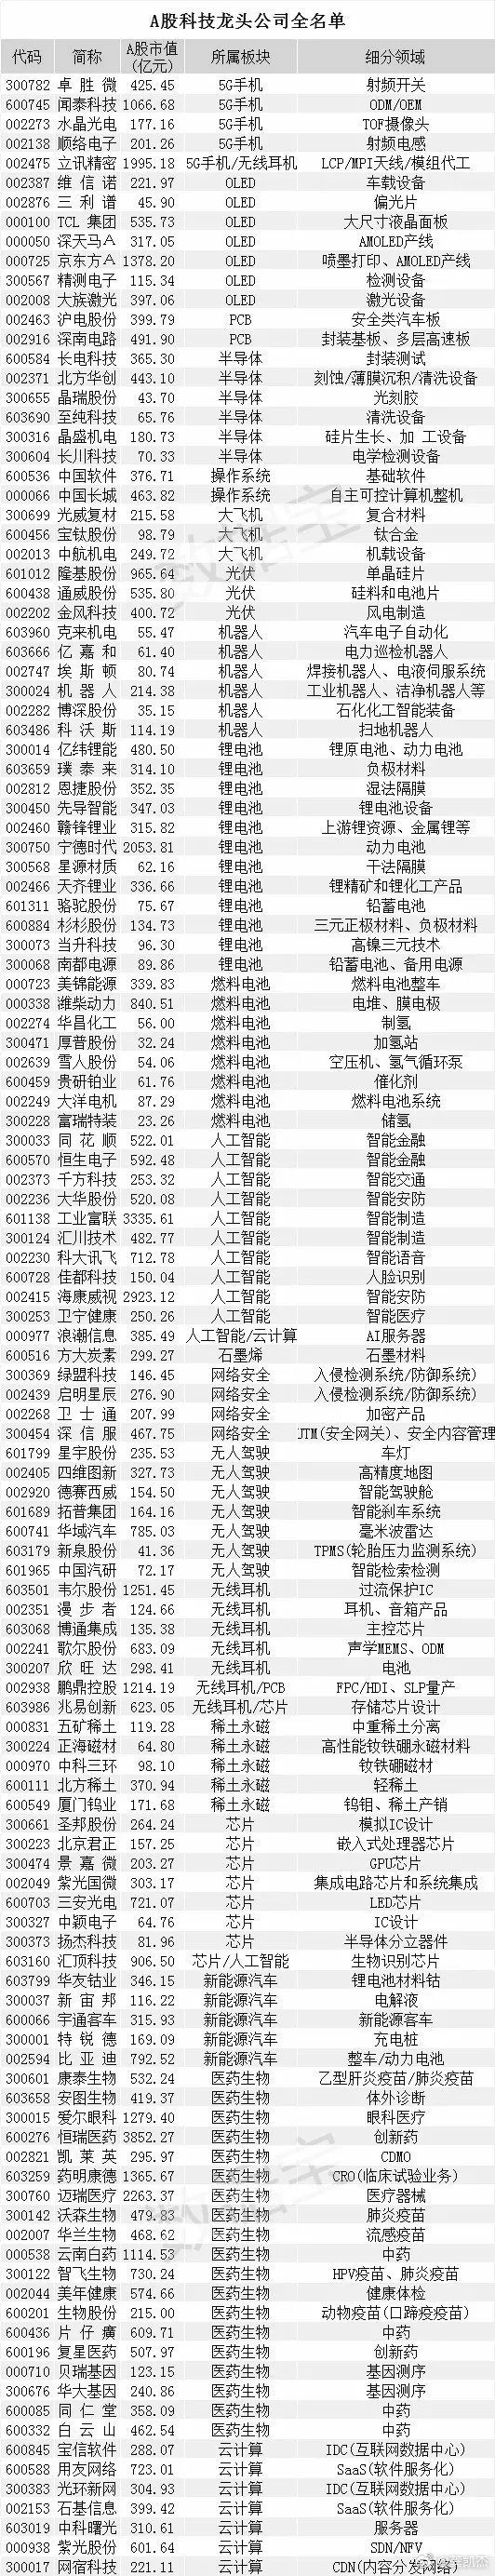 A股科技龙头公司全名单
代码 简称 A股市值(亿元) 所属板块 细分领域
300782 卓胜微 425.45 5G手机 射频开关
600745 闻泰科技 1066.68 5G手机 ODM/OEM
002273 水晶光电 177.16 5G手机 TOF摄像头
002138 顺络电子 201.26 5G手机 射频电感
002475 立讯精密 1995.18 5G手机/无线耳机 LCP/MPI天线/模组代工
002387 维信诺 221.97 OLED 车载设备
002876 三利谱 45.90 OLED 偏光片
000100 TCL 集团 535.73 OLED 大尺寸液晶面板
000050 深天马A 317.05 OLED AMOLED产线
000725 京东方A 1378.20 OLED 喷墨打印、AMOLED产线
300567 精测电子 115.34 OLED 检测设备
002008 大族激光 397.06 OLED 激光设备
002463 沪电股份 399.79 PCB 安全类汽车板
002916 深南电路 491.90 PCB 封装基板、多层高速板
600584 长电科技 365.30 半导体 封装测试
002371 北方华创 443.10 半导体 刻蚀/薄膜沉积/清洗设备
300655 晶瑞股份 43.70 半导体 光刻胶
603690 至纯科技 65.76 半导体 清洗设备
300316 晶盛机电 180.73 半导体 硅片生长、加 工设备
300604 长川科技 70.33 半导体 电学检测设备
600536 中国软件 376.71 操作系统 基础软件
000066 中国长城 463.82 操作系统 自主可控计算机整机
300699 光威复材 215.58 大飞机 复合材料
600456 宝钛股份 98.79 大飞机 钛合金
002013 中航机电 249.72 大飞机 机载设备
601012 隆基股份 965.64 光伏 单晶硅片
600438 通威股份 535.80 光伏 硅料和电池片
002202 金风科技 400.72 光伏 风电制造
603960 克来机电 55.47 机器人 汽车电子自动化
603666 亿嘉和 61.40 机器人 电力巡检机器人
002747 埃斯顿 80.74 机器人 焊接机器人、电液伺服系统
300024 机器人 214.38 机器人 工业机器人、洁净机器人等
002282 博深股份 35.15 机器人 石化化工智能装备
603486 科沃斯 114.19 机器人 扫地机器人
300014 亿纬锂能 480.50 锂电池 锂原电池、动力电池
603659 璞泰来 314.10 锂电池 负极材料
002812 恩捷股份 352.35 锂电池 湿法隔膜
300450 先导智能 347.03 锂电池 锂电池设备
002460 赣锋锂业 315.82 锂电池 上游锂资源、金属锂等
300750 宁德时代 2053.81 锂电池 动力电池
300568 星源材质 62.16 锂电池 干法隔膜
002466 天齐锂业 336.66 锂电池 锂精矿和锂化工产品
601311 骆驼股份 75.67 锂电池 铅蓄电池
600884 杉杉股份 134.73 锂电池 三元正极材料、负极材料
300073 当升科技 96.30 锂电池 高镍三元技术
300068 南都电源 89.86 锂电池 铅蓄电池、备用电源
000723 美锦能源 339.83 燃料电池 燃料电池整车
000338 潍柴动力 840.51 燃料电池 电堆、膜电极
002274 华昌化工 56.00 燃料电池 制氢
300471 厚普股份 32.24 燃料电池 加氢站
002639 雪人股份 54.06 燃料电池 空压机、氢气循环泵
600459 贵研铂业 61.76 燃料电池 催化剂
002249 大洋电机 87.29 燃料电池 燃料电池系统
300228 富瑞特装 23.26 燃料电池 储氢
300033 同花顺 522.01 人工智能 智能金融
600570 恒生电子 592.48 人工智能 智能金融
002373 千方科技 253.32 人工智能 智能交通
002236 大华股份 520.08 人工智能 智能安防
601138 工业富联 3335.61 人工智能 智能制造
300124 汇川技术 482.77 人工智能 智能制造
002230 科大讯飞 712.78 人工智能 智能语音
600728 佳都科技 150.04 人工智能 人脸识别
002415 海康威视 2923.12 人工智能 智能安防
300253 卫宁健康 250.26 人工智能 智能医疗
000977 浪潮信息 385.49 人工智能/云计算 AI服务器
600516 方大炭素 299.27 石墨烯 石墨材料
300369 绿盟科技 146.45 网络安全 入侵检测系统/防御系统)
002439 启明星辰 276.90 网络安全 入侵检测系统/防御系统)
002268 卫士通 207.99 网络安全 加密产品
300454 深信服 467.75 网络安全 UTM(安全网关)、安全内容管理
601799 星宇股份 235.53 无人驾驶 车灯
002405 四维图新 327.73 无人驾驶 高精度地图
002920 德赛西威 154.50 无人驾驶 智能驾驶舱
601689 拓普集团 164.16 无人驾驶 智能刹车系统
600741 华域汽车 785.03 无人驾驶 毫米波雷达
603179 新泉股份 41.36 无人驾驶 TPMS(轮胎压力监测系统)
601965 中国汽研 72.17 无人驾驶 智能检索检测
603501 韦尔股份 1251.45 无线耳机 过流保护IC
002351 漫步者 124.66 无线耳机 耳机、音箱产品
603068 博通集成 135.38 无线耳机 主控芯片
002241 歌尔股份 683.09 无线耳机 声学MEMS、ODM
300207 欣旺达 298.41 无线耳机 电池
002938 鹏鼎控股 1214.19 无线耳机/PCB FPC/HDI、SLP量产
603986 兆易创新 623.05 无线耳机/芯片 存储芯片设计
000831 五矿稀土 119.28 稀土永磁 中重稀土分离
300224 正海磁材 64.80 稀土永磁 高性能钕铁硼永磁材料
000970 中科三环 98.10 稀土永磁 钕铁硼磁材
600111 北方稀土 370.94 稀土永磁 轻稀土
600549 厦门钨业 171.68 稀土永磁 钨钼、稀土产销
300661 圣邦股份 264.24 芯片 模拟IC设计
300223 北京君正 157.25 芯片 嵌入式处理器芯片
300474 景嘉微 203.27 芯片 GPU芯片
002049 紫光国微 303.17 芯片 集成电路芯片和系统集成
600703 三安光电 721.07 芯片 LED芯片
300327 中颖电子 64.76 芯片 IC设计
300373 扬杰科技 81.96 芯片 半导体分立器件
603160 汇顶科技 906.50 芯片/人工智能 生物识别芯片
603799 华友钴业 346.15 新能源汽车 锂电池材料钴
300037 新宙邦 116.22 新能源汽车 电解液
600066 宇通客车 315.93 新能源汽车 新能源客车
300001 特锐德 169.09 新能源汽车 充电桩
002594 比亚迪 792.52 新能源汽车 整车/动力电池
300601 康泰生物 532.24 医药生物 乙型肝炎疫苗/肺炎疫苗
603658 安图生物 419.37 医药生物 体外诊断
300015 爱尔眼科 1279.40 医药生物 眼科医疗
600276 恒瑞医药 3852.27 医药生物 创新药
002821 凯莱英 295.97 医药生物 CDMO
603259 药明康德 1365.67 医药生物 CRO(临床试验业务)
300760 迈瑞医疗 2263.37 医药生物 医疗器械
300142 沃森生物 479.83 医药生物 肺炎疫苗
002007 华兰生物 468.62 医药生物 流感疫苗
000538 云南白药 1114.53 医药生物 中药
300122 智飞生物 730.24 医药生物 HPV疫苗、肺炎疫苗
002044 美年健康 574.66 医药生物 健康体检
600201 生物股份 215.00 医药生物 动物疫苗(口蹄疫疫苗)
600436 片仔癀 609.71 医药生物 中药
600196 复星医药 507.97 医药生物 创新药
000710 贝瑞基因 123.15 医药生物 基因测序
300676 华大基因 240.86 医药生物 基因测序
600085 同仁堂 358.09 医药生物 中药
600332 白云山 462.54 医药生物 中药
600845 宝信软件 288.07 云计算 IDC(互联网数据中心)
600588 用友网络 723.01 云计算 SaaS(软件服务化)
300383 光环新网 304.93 云计算 IDC(互联网数据中心)
002153 石基信息 399.42 云计算 SaaS(软件服务化)
603019 中科曙光 310.61 云计算 服务器
000938 紫光股份 601.64 云计算 SDN/NFV
300017 网宿科技 221.11 云计算 CDN(内容分发网络)